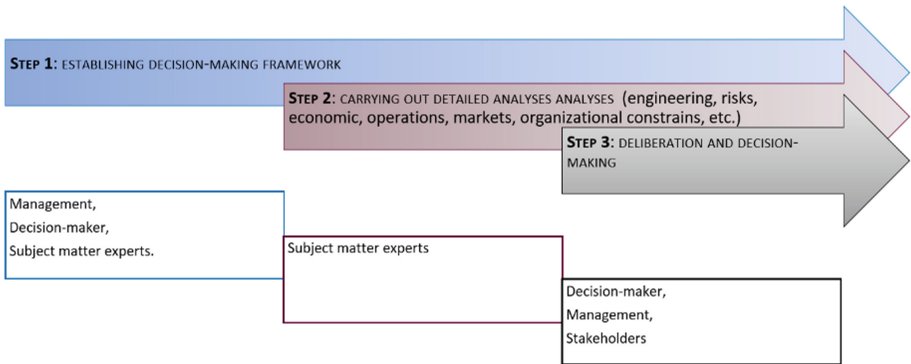 STEP 1: ESTABLISHING DECISION-MAKING FRAMEWORK
STEP 2: CARRYING OUT DETAILED ANALYSES ANALYSES (engineering, risks,
economic, operations, markets, organizational constrains, etc.)
STEP 3: DELIBERATION AND DECISION-
MAKING
Management,
Decision-maker,
Subject matter experts.
Subject matter experts
Decision-maker,
Management,
Stakeholders